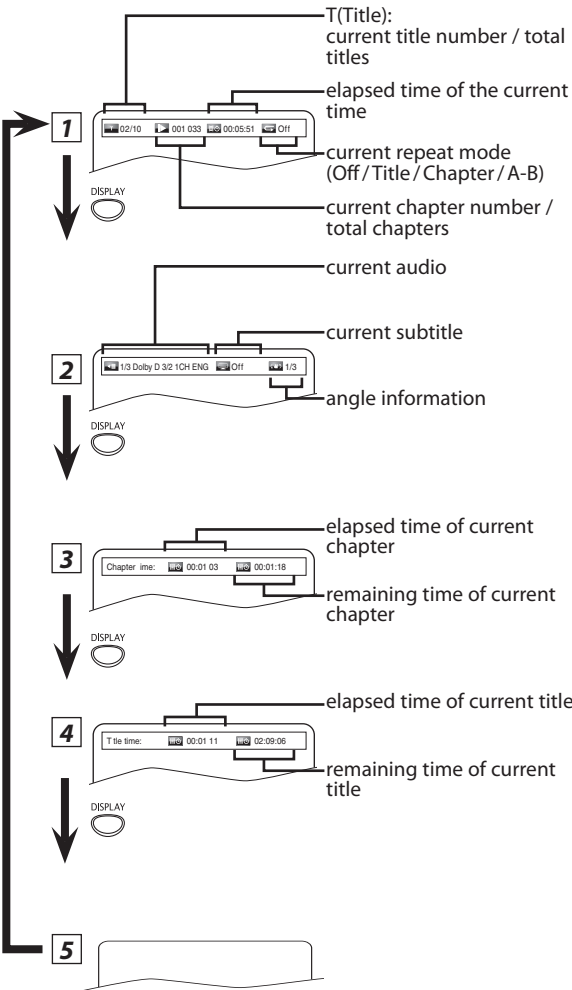 T(Title):
current title number / total
titles
elapsed time of the current
time
1
02/10 001 033 00:05:51 Off
current repeat mode
(Off / Title / Chapter / A-B)
DISPLAY
current chapter number /
total chapters
current audio
current subtitle
2
1/3 Dolby D 3/2 1CH ENG Off 1/3
angle information
DISPLAY
elapsed time of current
chapter
3
Chapter ime: 00:01 03 00:01:18
remaining time of current
chapter
DISPLAY
elapsed time of current title
4
T tle time: 00:01 11 02:09:06
remaining time of current
title
DISPLAY
5